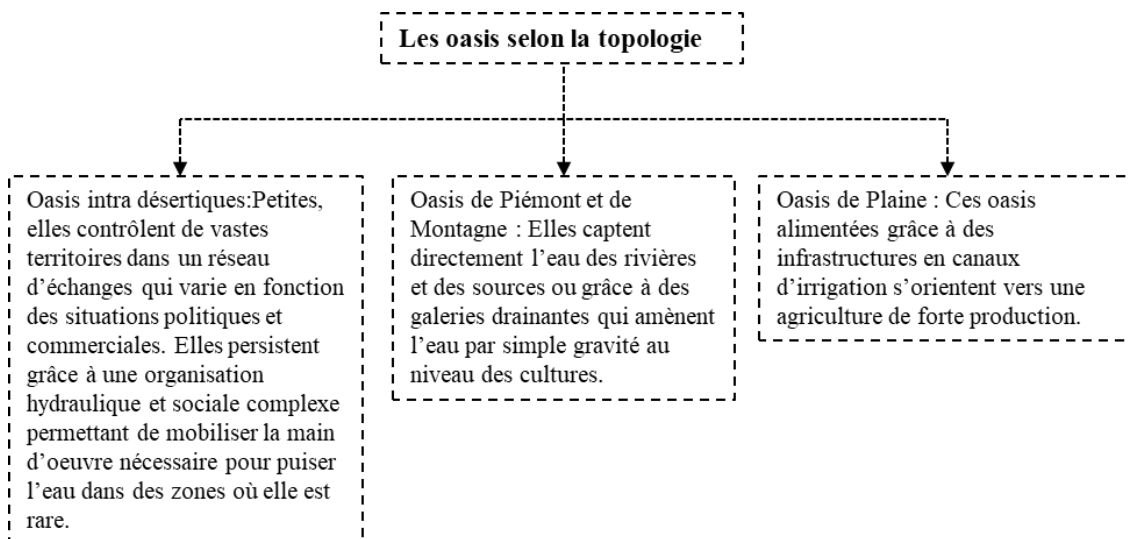 Les oasis selon la topologie
Oasis intra désertiques:Petites,
elles contrôlent de vastes
territoires dans un réseau
d’échanges qui varie en fonction
des situations politiques et
commerciales. Elles persistent
grâce à une organisation
hydraulique et sociale complexe
permettant de mobiliser la main
d’oeuvre nécessaire pour puiser
l’eau dans des zones où elle est
rare.
Oasis de Piémont et de
Montagne : Elles captent
directement l’eau des rivières
et des sources ou grâce à des
galeries drainantes qui amènent
l’eau par simple gravité au
niveau des cultures.
Oasis de Plaine : Ces oasis
alimentées grâce à des
infrastructures en canaux
d’irrigation s’orientent vers une
agriculture de forte production.